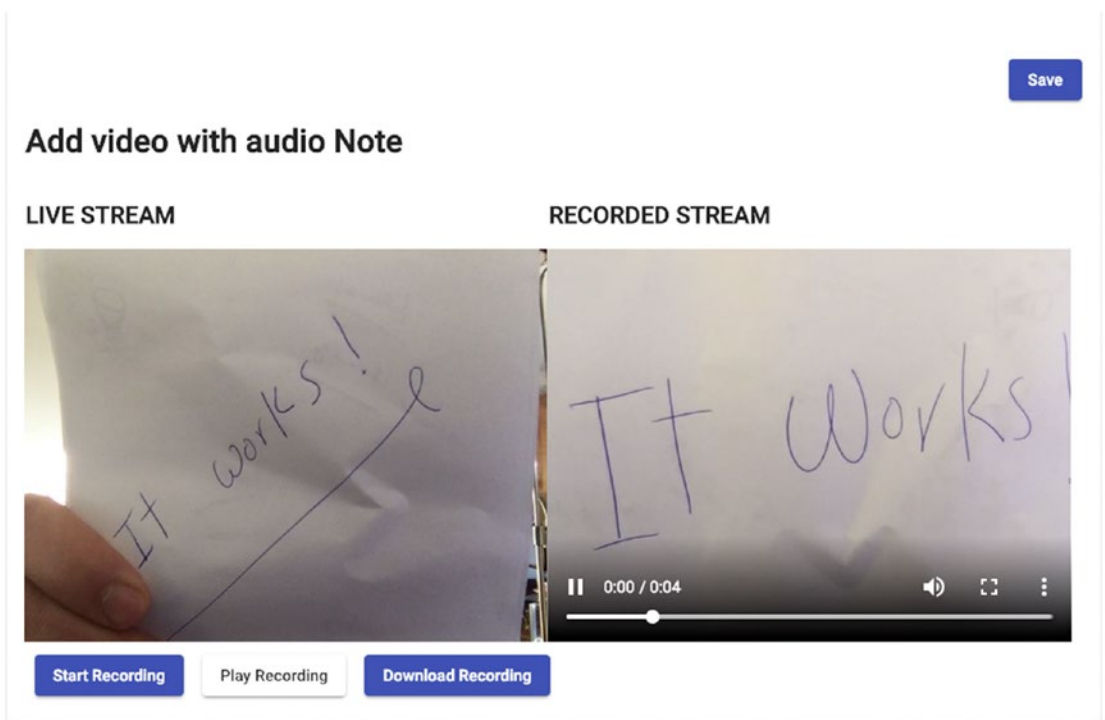 Save
Add video with audio Note
LIVE STREAM
RECORDED STREAM
It works!
It Works!
0:00 / 0:04
Start Recording
Play Recording
Download Recording